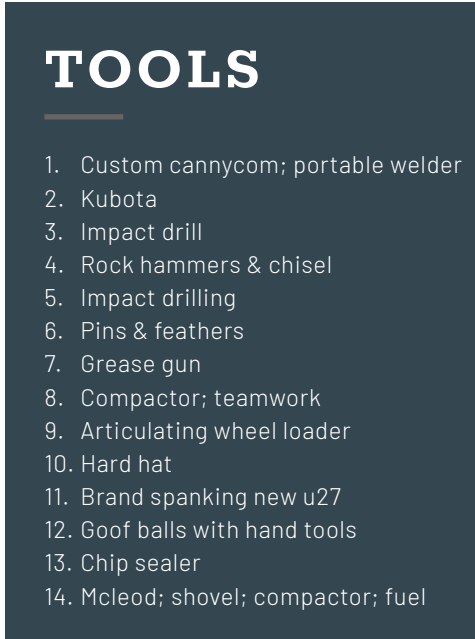 TOOLS
1. Custom cannycom; portable welder
2. Kubota
3. Impact drill
4. Rock hammers & chisel
5. Impact drilling
6. Pins & feathers
7. Grease gun
8. Compactor; teamwork
9. Articulating wheel loader
10. Hard hat
11. Brand spanking new u27
12. Goof balls with hand tools
13. Chip sealer
14. Mcleod; shovel; compactor; fuel